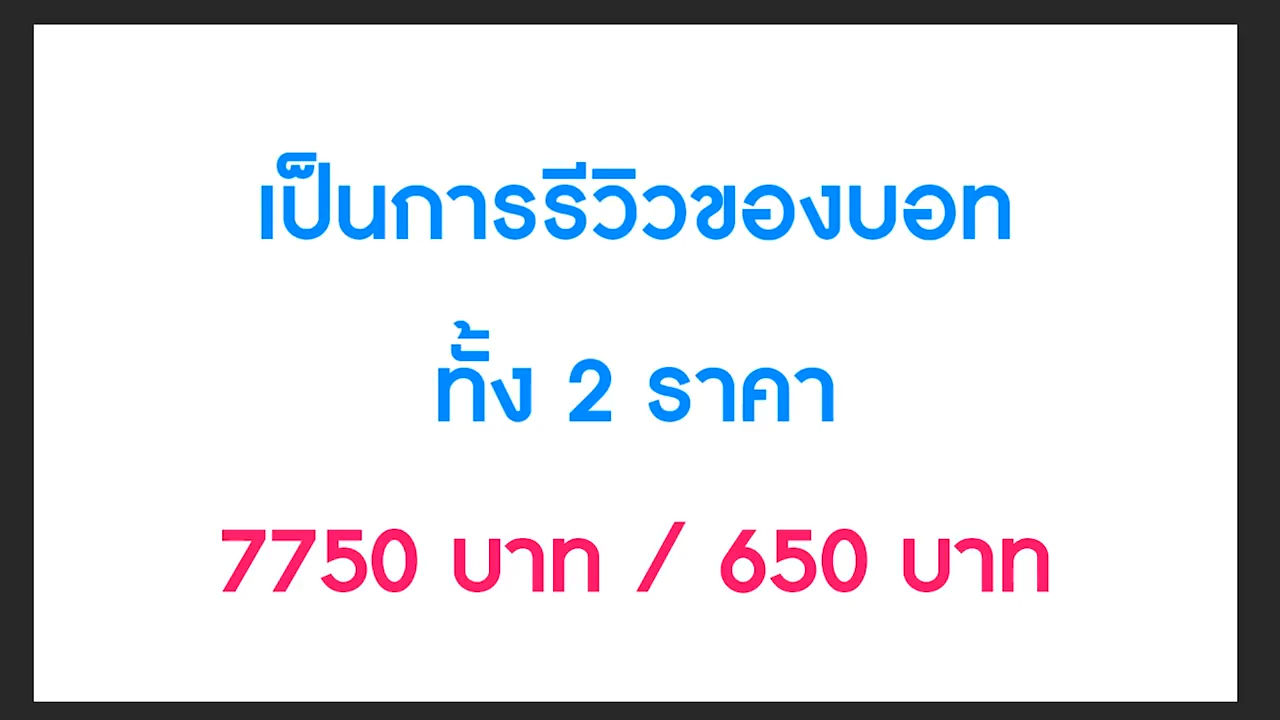 เป็นการรีวิวของบอท
ทั้ง 2 ราคา
7750 บาท / 650 บาท